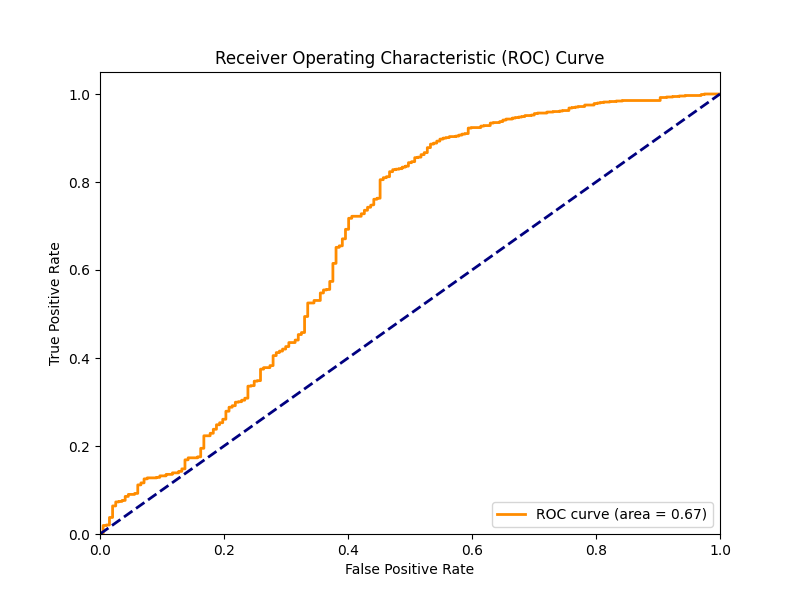 Receiver Operating Characteristic (ROC) Curve
True Positive Rate
1.0
0.8
0.6
0.4
0.2
0.0
ROC curve (area = 0.67)
0.0 0.2 0.4 0.6 0.8 1.0
False Positive Rate